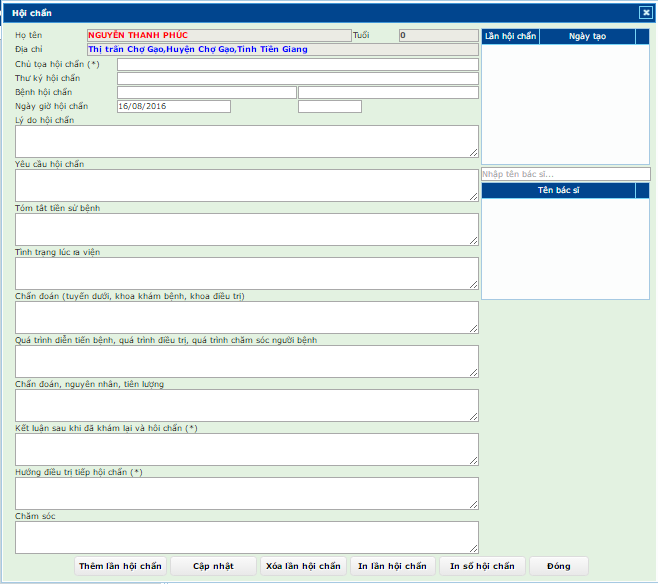 Hội chẩn
Họ tên NGUYỄN THANH PHÚC Tuổi 0
Địa chỉ Thị trấn Chợ Gạo,Huyện Chợ Gạo,Tỉnh Tiền Giang
Chủ tọa hội chẩn (*)
Thư ký hội chẩn
Bệnh hội chẩn
Ngày giờ hội chẩn 16/08/2016
Lý do hội chẩn
Yêu cầu hội chẩn
Tóm tắt tiền sử bệnh
Tình trạng lúc ra viện
Chẩn đoán (tuyến dưới, khoa khám bệnh, khoa điều trị)
Quá trình diễn tiến bệnh, quá trình điều trị, quá trình chăm sóc người bệnh
Chẩn đoán, nguyên nhân, tiên lượng
Kết luận sau khi đã khám lại và hội chẩn (*)
Hướng điều trị tiếp hội chẩn (*)
Chăm sóc
Lần hội chẩn Ngày tạo
Nhập tên bác sĩ...
Tên bác sĩ
Thêm lần hội chẩn Cập nhật Xóa lần hội chẩn In lần hội chẩn In sổ hội chẩn Đóng